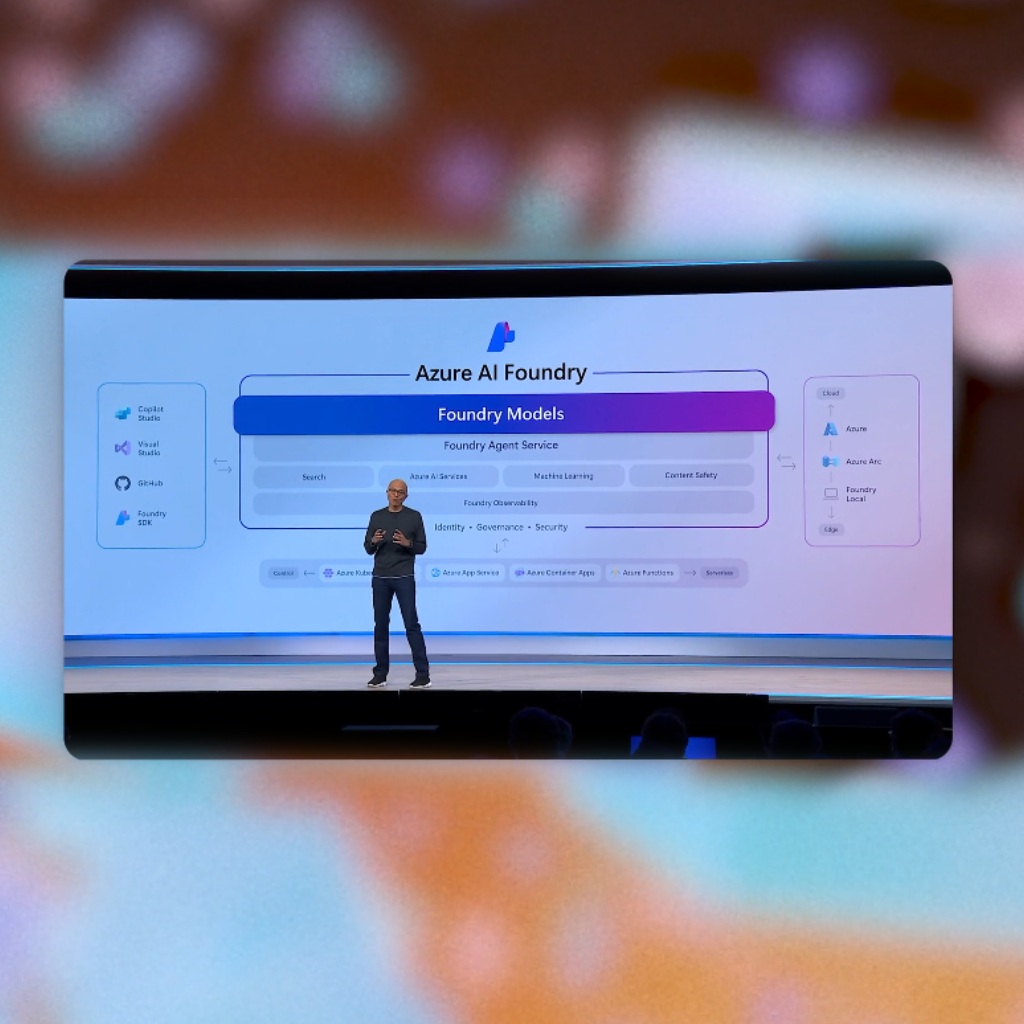 Azure AI Foundry
Foundry Models
Foundry Agent Service
Search
Azure AI Services
Machine Learning
Content Safety
Foundry Observability
Identity • Governance • Security
Copilot
Studio
Visual
Studio
GitHub
Foundry
SDK
Cloud
Azure
Azure Arc
Foundry
Local
Edge
Control
Azure Kube
Azure App Service
Azure Container Apps
Azure Functions
Serverless